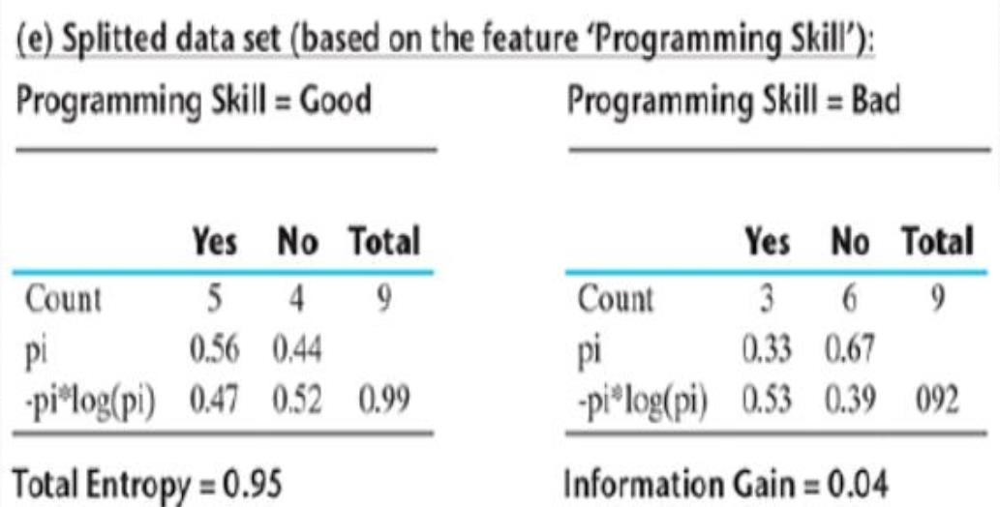 (e) Splitted data set (based on the feature ‘Programming Skill’):
Programming Skill = Good
Yes No Total
Count 5 4 9
pi 0.56 0.44
-pi*log(pi) 0.47 0.52 0.99
Total Entropy = 0.95
Programming Skill = Bad
Yes No Total
Count 3 6 9
pi 0.33 0.67
-pi*log(pi) 0.53 0.39 092
Information Gain = 0.04